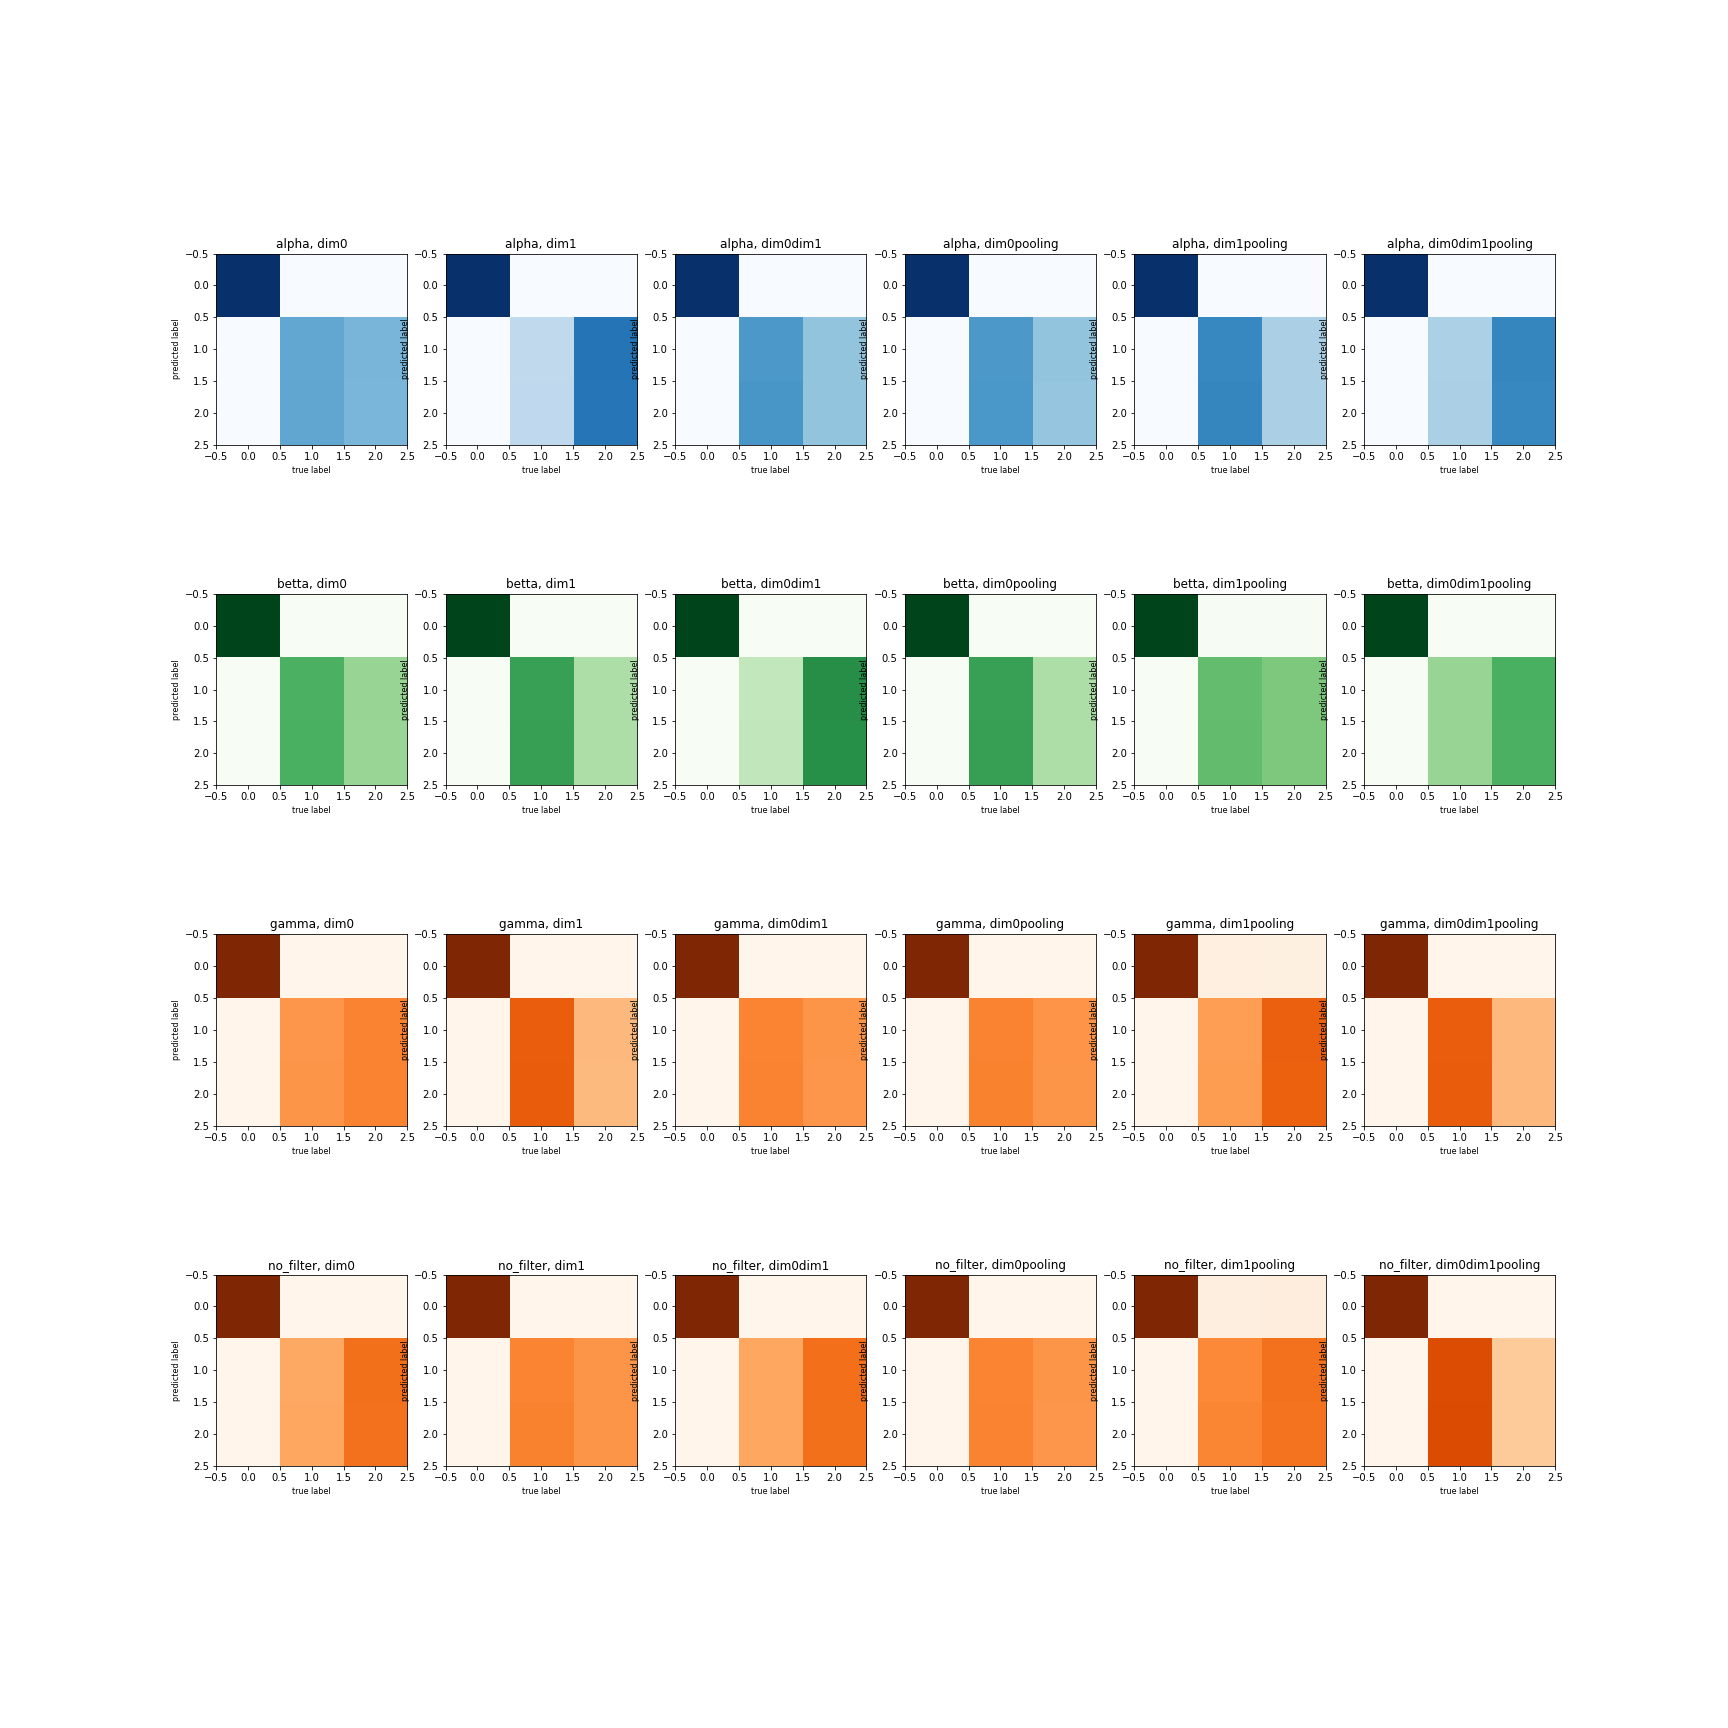 alpha, dim0 alpha, dim1 alpha, dim0dim1 alpha, dim0pooling alpha, dim1pooling alpha, dim0dim1pooling
−0.5 −0.5 −0.5 −0.5 −0.5 −0.5
0.0 0.0 0.0 0.0 0.0 0.0
0.5 0.5 0.5 0.5 0.5 0.5
predicted label predicted label predicted label predicted label predicted label predicted label
1.0 1.0 1.0 1.0 1.0 1.0
1.5 1.5 1.5 1.5 1.5 1.5
2.0 2.0 2.0 2.0 2.0 2.0
2.5 2.5 2.5 2.5 2.5 2.5
−0.5 0.0 0.5 1.0 1.5 2.0 2.5 −0.5 0.0 0.5 1.0 1.5 2.0 2.5 −0.5 0.0 0.5 1.0 1.5 2.0 2.5 −0.5 0.0 0.5 1.0 1.5 2.0 2.5 −0.5 0.0 0.5 1.0 1.5 2.0 2.5 −0.5 0.0 0.5 1.0 1.5 2.0 2.5
true label true label true label true label true label true label
betta, dim0 betta, dim1 betta, dim0dim1 betta, dim0pooling betta, dim1pooling betta, dim0dim1pooling
−0.5 −0.5 −0.5 −0.5 −0.5 −0.5
0.0 0.0 0.0 0.0 0.0 0.0
0.5 0.5 0.5 0.5 0.5 0.5
predicted label predicted label predicted label predicted label predicted label predicted label
1.0 1.0 1.0 1.0 1.0 1.0
1.5 1.5 1.5 1.5 1.5 1.5
2.0 2.0 2.0 2.0 2.0 2.0
2.5 2.5 2.5 2.5 2.5 2.5
−0.5 0.0 0.5 1.0 1.5 2.0 2.5 −0.5 0.0 0.5 1.0 1.5 2.0 2.5 −0.5 0.0 0.5 1.0 1.5 2.0 2.5 −0.5 0.0 0.5 1.0 1.5 2.0 2.5 −0.5 0.0 0.5 1.0 1.5 2.0 2.5 −0.5 0.0 0.5 1.0 1.5 2.0 2.5
true label true label true label true label true label true label
gamma, dim0 gamma, dim1 gamma, dim0dim1 gamma, dim0pooling gamma, dim1pooling gamma, dim0dim1pooling
−0.5 −0.5 −0.5 −0.5 −0.5 −0.5
0.0 0.0 0.0 0.0 0.0 0.0
0.5 0.5 0.5 0.5 0.5 0.5
predicted label predicted label predicted label predicted label predicted label predicted label
1.0 1.0 1.0 1.0 1.0 1.0
1.5 1.5 1.5 1.5 1.5 1.5
2.0 2.0 2.0 2.0 2.0 2.0
2.5 2.5 2.5 2.5 2.5 2.5
−0.5 0.0 0.5 1.0 1.5 2.0 2.5 −0.5 0.0 0.5 1.0 1.5 2.0 2.5 −0.5 0.0 0.5 1.0 1.5 2.0 2.5 −0.5 0.0 0.5 1.0 1.5 2.0 2.5 −0.5 0.0 0.5 1.0 1.5 2.0 2.5 −0.5 0.0 0.5 1.0 1.5 2.0 2.5
true label true label true label true label true label true label
no_filter, dim0 no_filter, dim1 no_filter, dim0dim1 no_filter, dim0pooling no_filter, dim1pooling no_filter, dim0dim1pooling
−0.5 −0.5 −0.5 −0.5 −0.5 −0.5
0.0 0.0 0.0 0.0 0.0 0.0
0.5 0.5 0.5 0.5 0.5 0.5
predicted label predicted label predicted label predicted label predicted label predicted label
1.0 1.0 1.0 1.0 1.0 1.0
1.5 1.5 1.5 1.5 1.5 1.5
2.0 2.0 2.0 2.0 2.0 2.0
2.5 2.5 2.5 2.5 2.5 2.5
−0.5 0.0 0.5 1.0 1.5 2.0 2.5 −0.5 0.0 0.5 1.0 1.5 2.0 2.5 −0.5 0.0 0.5 1.0 1.5 2.0 2.5 −0.5 0.0 0.5 1.0 1.5 2.0 2.5 −0.5 0.0 0.5 1.0 1.5 2.0 2.5 −0.5 0.0 0.5 1.0 1.5 2.0 2.5
true label true label true label true label true label true label